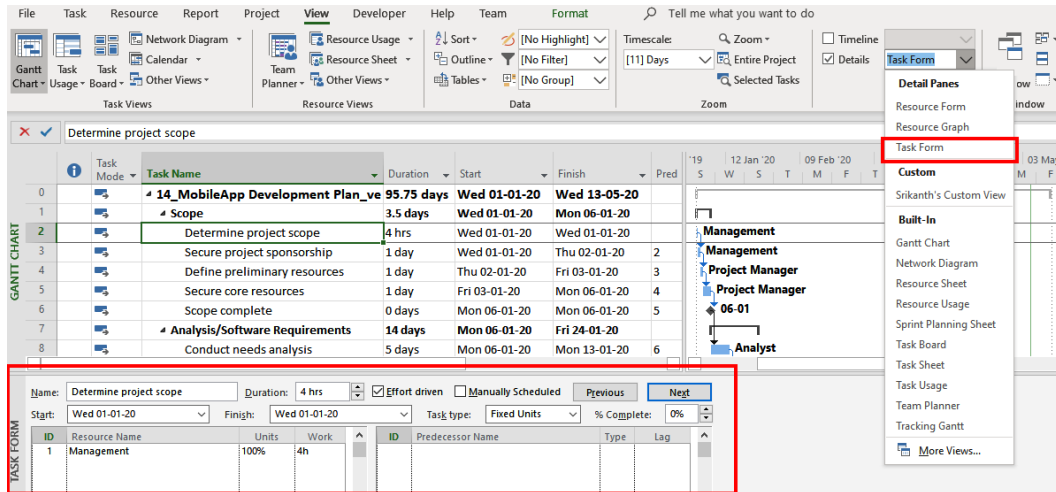 File Task Resource Report Project View Developer Help Team Format Tell me what you want to do
Network Diagram Resource Usage Sort [No Highlight] Timescale: Zoom Timeline
Calendar Resource Sheet Outline [No Filter] [11] Days Entire Project Details Task Form
Gantt Chart Task Usage Task Board Other Views Team Planner Other Views Tables [No Group] Selected Tasks
Task Views Resource Views Data Zoom
Detail Panes
Resource Form
Resource Graph
Task Form
Custom
Srikanth's Custom View
Built-In
Gantt Chart
Network Diagram
Resource Sheet
Resource Usage
Sprint Planning Sheet
Task Board
Task Sheet
Task Usage
Team Planner
Tracking Gantt
More Views...
Determine project scope
Task Mode Task Name Duration Start Finish Pred
'19 12 Jan '20 09 Feb '20 03 May
S W S T M F T M F
GANTT CHART
0 14_MobileApp Development Plan_ve 95.75 days Wed 01-01-20 Wed 13-05-20
1 Scope 3.5 days Wed 01-01-20 Mon 06-01-20
2 Determine project scope 4 hrs Wed 01-01-20 Wed 01-01-20 Management
3 Secure project sponsorship 1 day Wed 01-01-20 Thu 02-01-20 2 Management
4 Define preliminary resources 1 day Thu 02-01-20 Fri 03-01-20 3 Project Manager
5 Secure core resources 1 day Fri 03-01-20 Mon 06-01-20 4 Project Manager
6 Scope complete 0 days Mon 06-01-20 Mon 06-01-20 5 06-01
7 Analysis/Software Requirements 14 days Mon 06-01-20 Fri 24-01-20
8 Conduct needs analysis 5 days Mon 06-01-20 Mon 13-01-20 6 Analyst
TASK FORM
Name: Determine project scope Duration: 4 hrs Effort driven Manually Scheduled Previous Next
Start: Wed 01-01-20 Finish: Wed 01-01-20 Task type: Fixed Units % Complete: 0%
ID Resource Name Units Work ID Predecessor Name Type Lag
1 Management 100% 4h